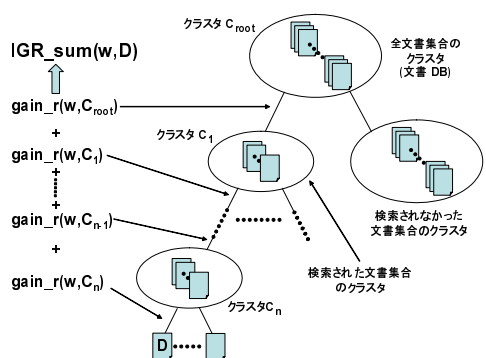 クラスタ Croot
全文書集合の
クラスタ
(文書 DB)
IGR_sum(w,D)
gain_r(w,Croot)
+
クラスタ C1
gain_r(w,C1)
+
+
gain_r(w,Cn-1)
+
検索されなかった
文書集合のクラスタ
検索された文書集合
のクラスタ
gain_r(w,Cn)
クラスタCn
D